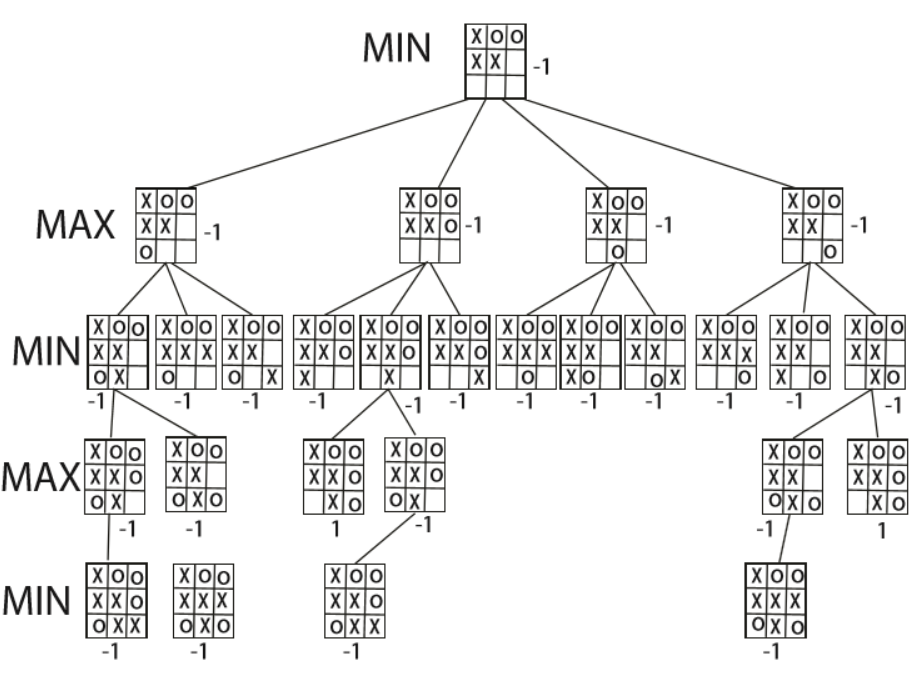 MIN
X O O
X X
-1
MAX
X O O
X X
O
-1
X O O
X X O
-1
X O O
X X
O
-1
X O O
X X
O
-1
MIN
X O O
X X
O X
-1
X O O
X X X
O
-1
X O O
X X
O X
-1
X O O
X X O
X
-1
X O O
X X O
X
-1
X O O
X X O
X
-1
X O O
X X X
O
-1
X O O
X X
X O
-1
X O O
X X
O X
-1
X O O
X X X
O
-1
X O O
X X
X O
-1
X O O
X X
X O
-1
MAX
X O O
X X O
O X
-1
X O O
X X
O X O
-1
X O O
X X O
X O
1
X O O
X X O
O X
-1
X O O
X X
O X O
-1
X O O
X X O
X O
1
MIN
X O O
X X O
O X X
-1
X O O
X X X
O X O
-1
X O O
X X O
O X X
-1
X O O
X X X
O X O
-1